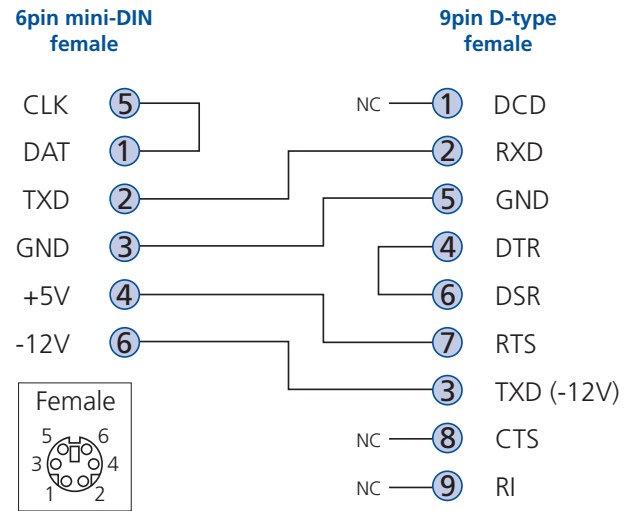 6pin mini-DIN
female
9pin D-type
female
CLK 5
NC 1 DCD
DAT 1
2 RXD
TXD 2
5 GND
GND 3
4 DTR
+5V 4
6 DSR
-12V 6
7 RTS
3 TXD (-12V)
NC 8 CTS
NC 9 RI
Female
5 6
3 4
1 2